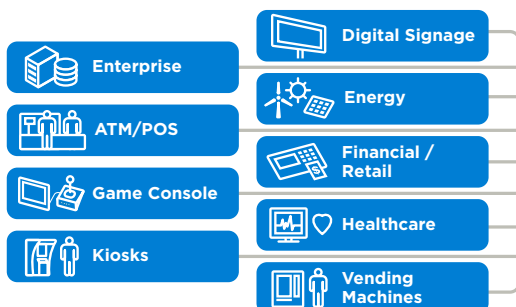 Enterprise
ATM/POS
Game Console
Kiosks
Digital Signage
Energy
Financial /
Retail
Healthcare
Vending
Machines